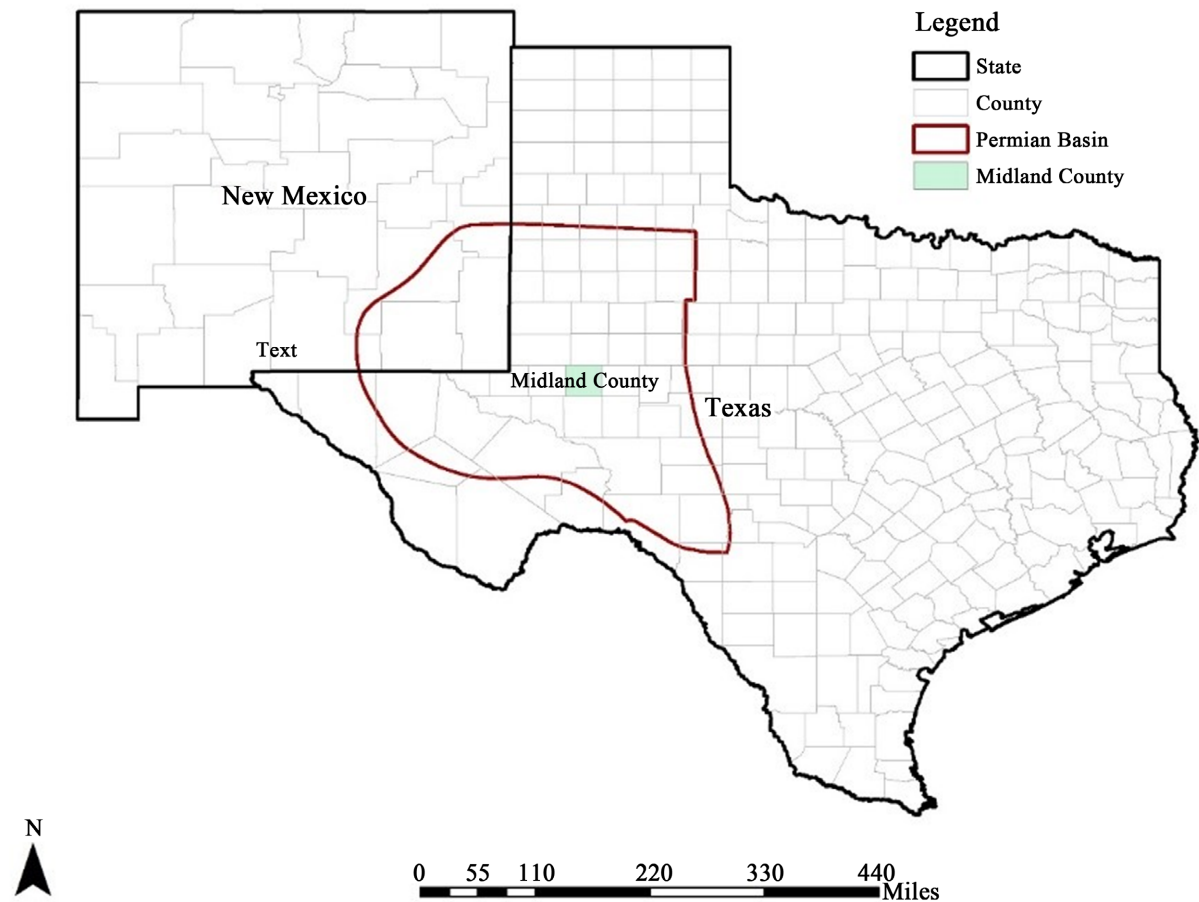 Legend
State
County
Permian Basin
Midland County
New Mexico
Text
Midland County
Texas
N
0 55 110 220 330 440
Miles